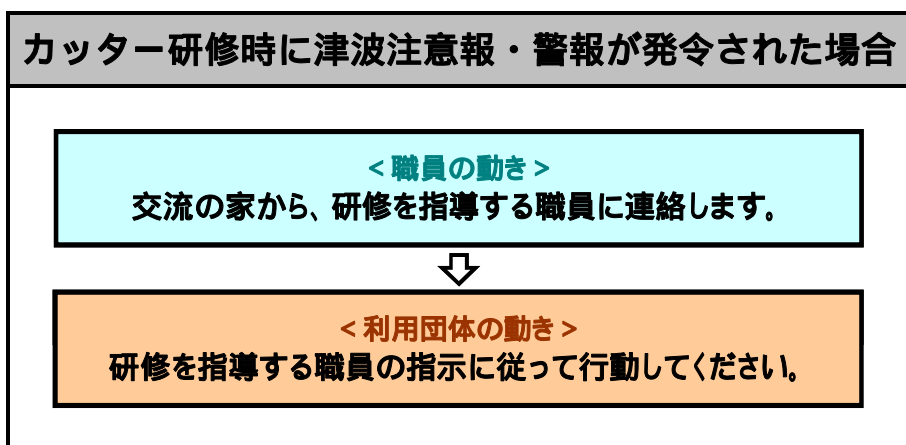 カッター研修時に津波注意報・警報が発令された場合
＜職員の動き＞
交流の家から、研修を指導する職員に連絡します。
＜利用団体の動き＞
研修を指導する職員の指示に従って行動してください。